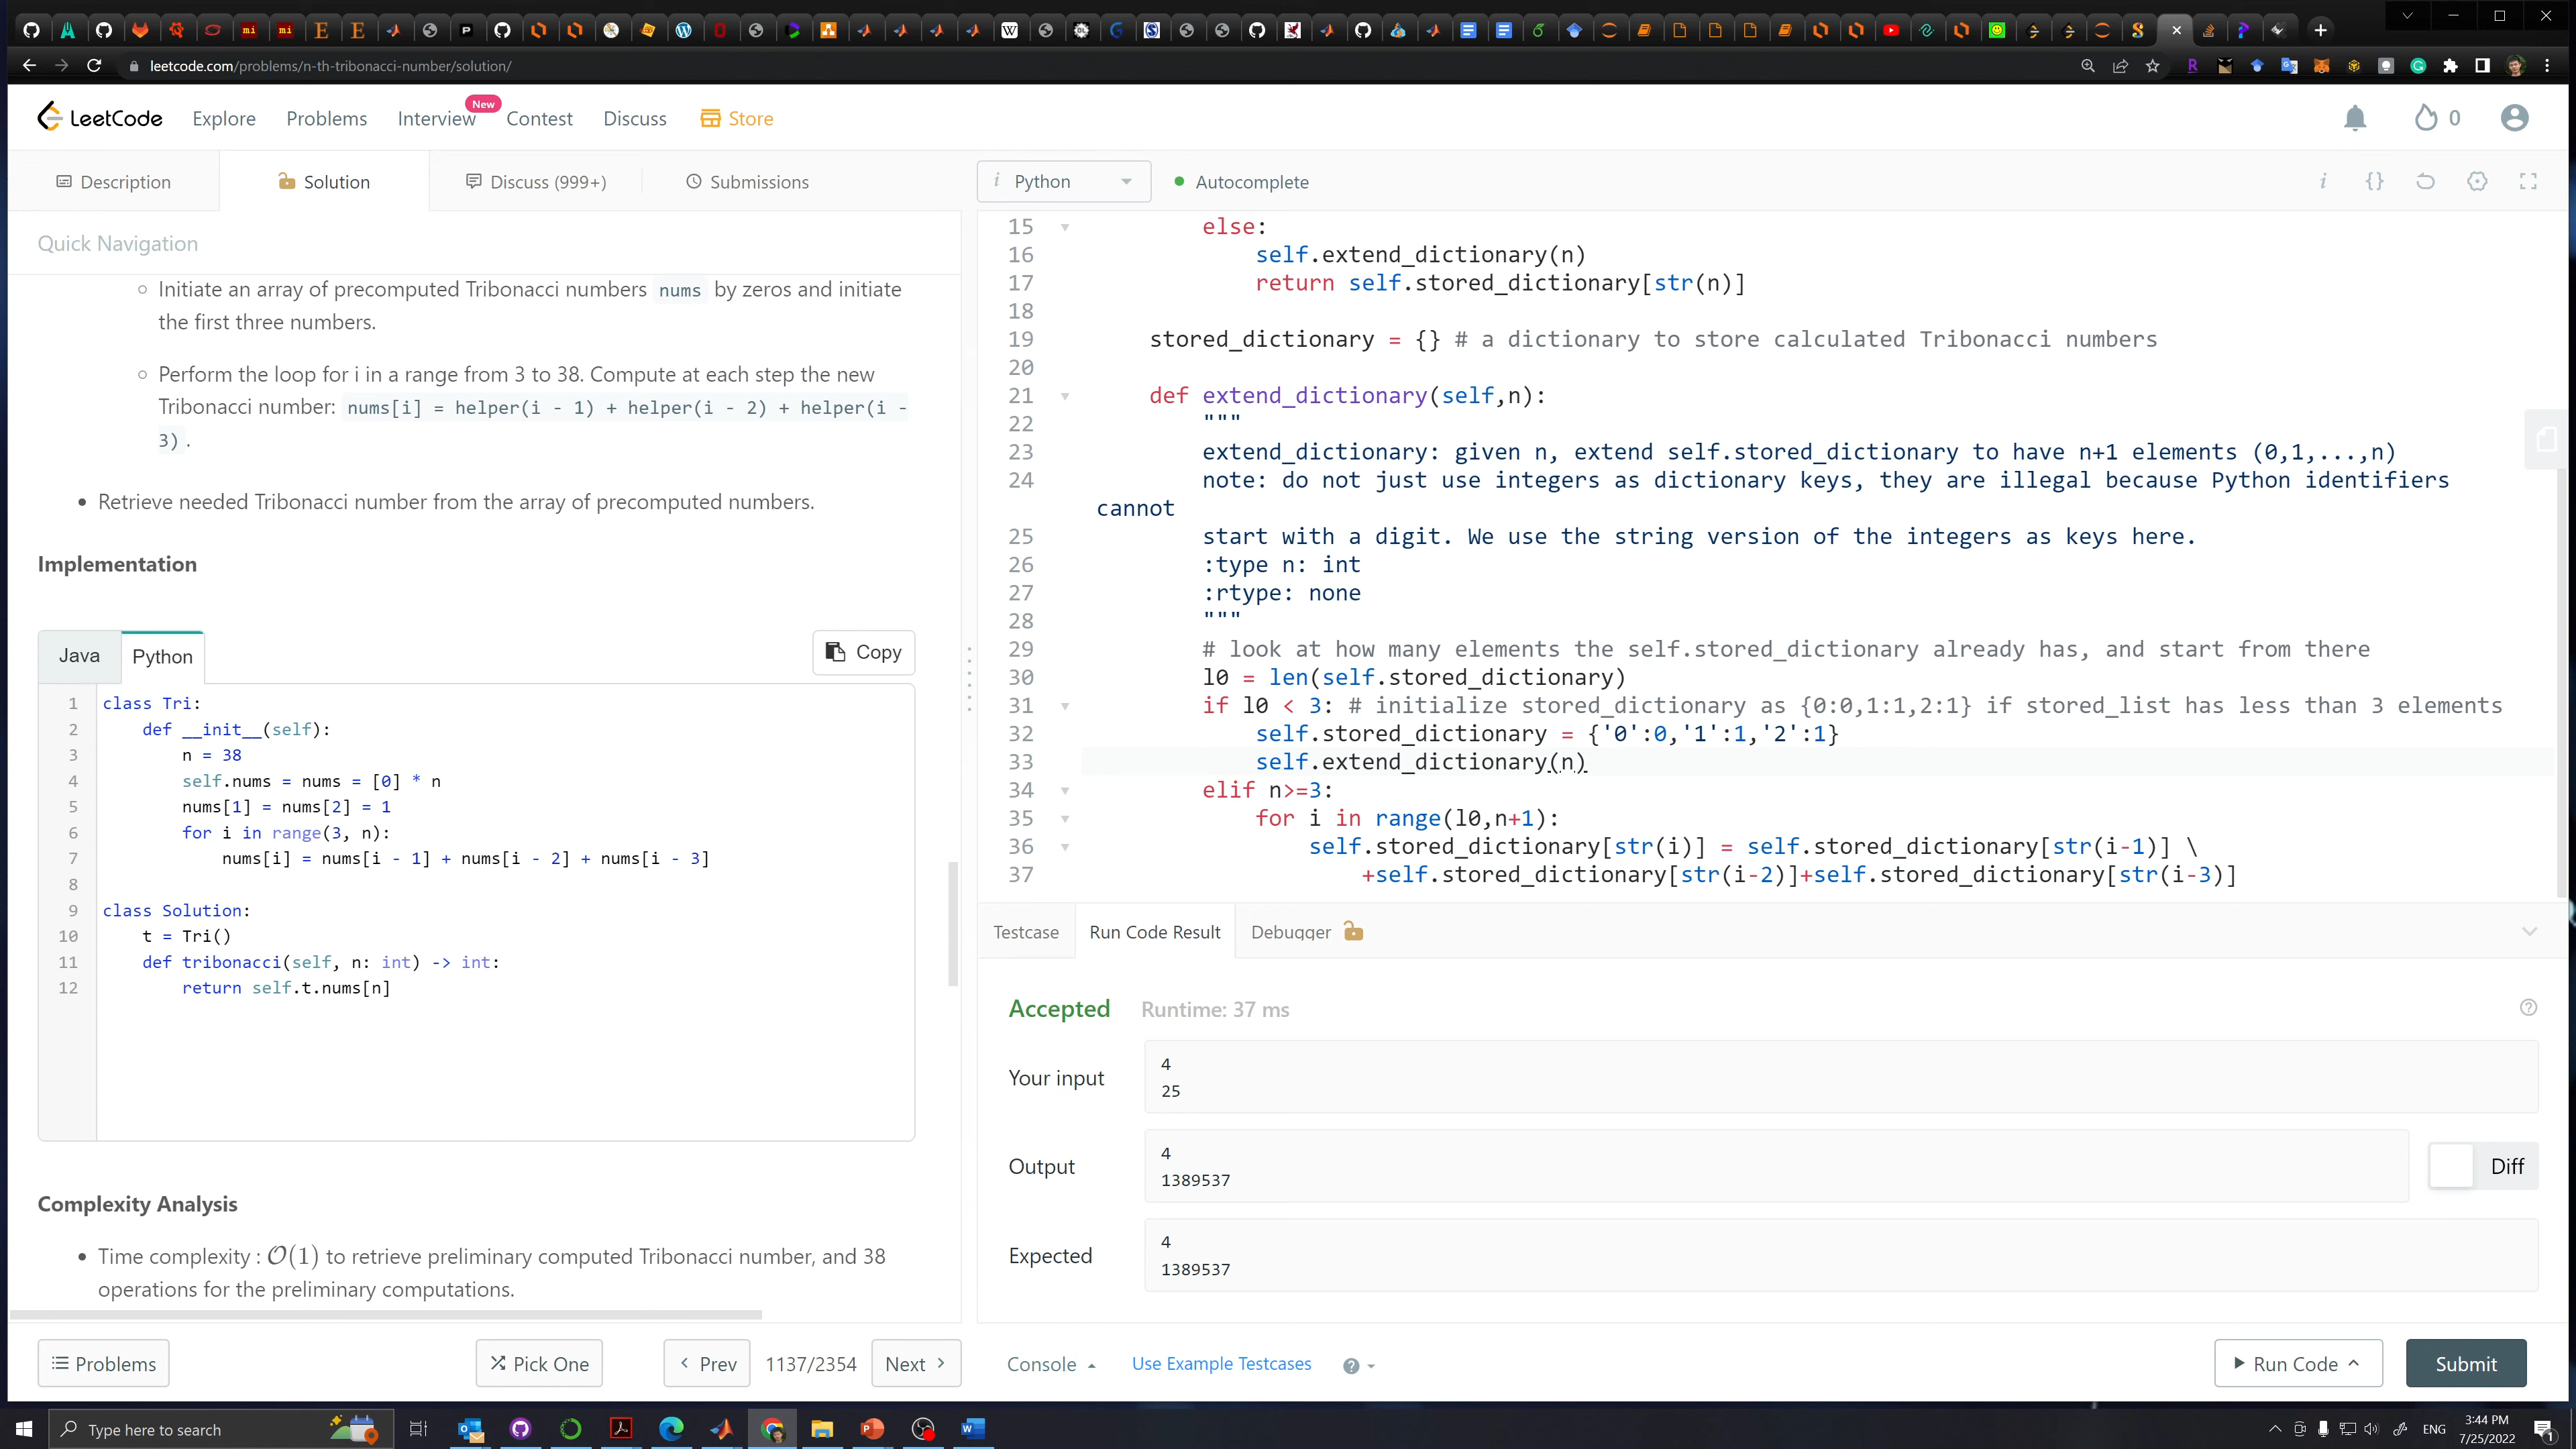 leetcode.com/problems/n-th-tribonacci-number/solution/
LeetCode Explore Problems Interview New Contest Discuss Store 0
Description Solution Discuss (999+) Submissions
Quick Navigation
Initiate an array of precomputed Tribonacci numbers nums by zeros and initiate
the first three numbers.
Perform the loop for i in a range from 3 to 38. Compute at each step the new
Tribonacci number: nums[i] = helper(i - 1) + helper(i - 2) + helper(i -
3) .
Retrieve needed Tribonacci number from the array of precomputed numbers.
Implementation
Java Python Copy
1 class Tri:
2 def __init__(self):
3 n = 38
4 self.nums = nums = [0] * n
5 nums[1] = nums[2] = 1
6 for i in range(3, n):
7 nums[i] = nums[i - 1] + nums[i - 2] + nums[i - 3]
8
9 class Solution:
10 t = Tri()
11 def tribonacci(self, n: int) -> int:
12 return self.t.nums[n]
Complexity Analysis
Time complexity : O(1) to retrieve preliminary computed Tribonacci number, and 38
operations for the preliminary computations.
Problems Pick One Prev 1137/2354 Next
i Python Autocomplete i {}
15 else:
16 self.extend_dictionary(n)
17 return self.stored_dictionary[str(n)]
18
19 stored_dictionary = {} # a dictionary to store calculated Tribonacci numbers
20
21 def extend_dictionary(self,n):
22 """
23 extend_dictionary: given n, extend self.stored_dictionary to have n+1 elements (0,1,...,n)
24 note: do not just use integers as dictionary keys, they are illegal because Python identifiers
cannot
25 start with a digit. We use the string version of the integers as keys here.
26 :type n: int
27 :rtype: none
28 """
29 # look at how many elements the self.stored_dictionary already has, and start from there
30 l0 = len(self.stored_dictionary)
31 if l0 < 3: # initialize stored_dictionary as {0:0,1:1,2:1} if stored_list has less than 3 elements
32 self.stored_dictionary = {'0':0,'1':1,'2':1}
33 self.extend_dictionary(n)
34 elif n>=3:
35 for i in range(l0,n+1):
36 self.stored_dictionary[str(i)] = self.stored_dictionary[str(i-1)] \
37 +self.stored_dictionary[str(i-2)]+self.stored_dictionary[str(i-3)]
Testcase Run Code Result Debugger
Accepted Runtime: 37 ms
Your input
4
25
Output
4
1389537
Diff
Expected
4
1389537
Console Use Example Testcases Run Code Submit
Type here to search
ENG
3:44 PM
7/25/2022
1